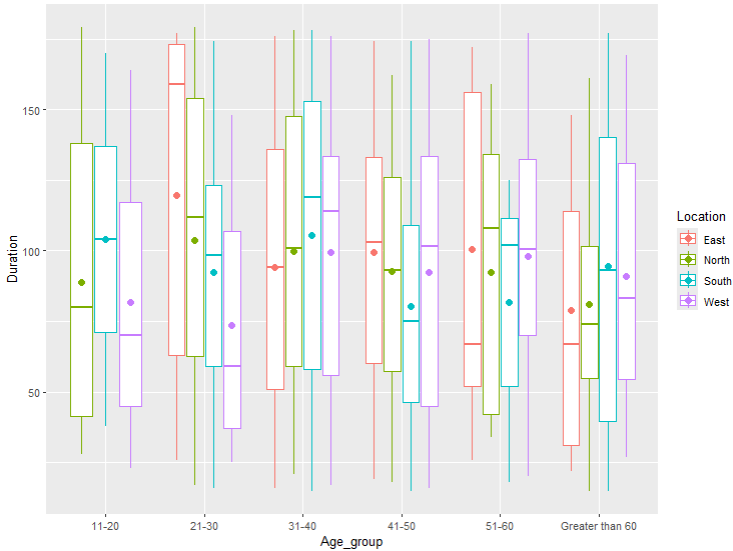 Duration
150
100
50
11-20 21-30 31-40 41-50 51-60 Greater than 60
Age_group
Location
East
North
South
West